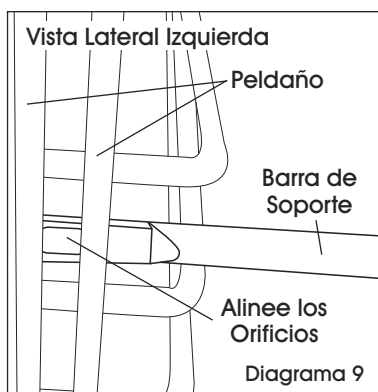 Vista Lateral Izquierda
Peldaño
Barra de
Soporte
Alinee los
Orificios
Diagrama 9